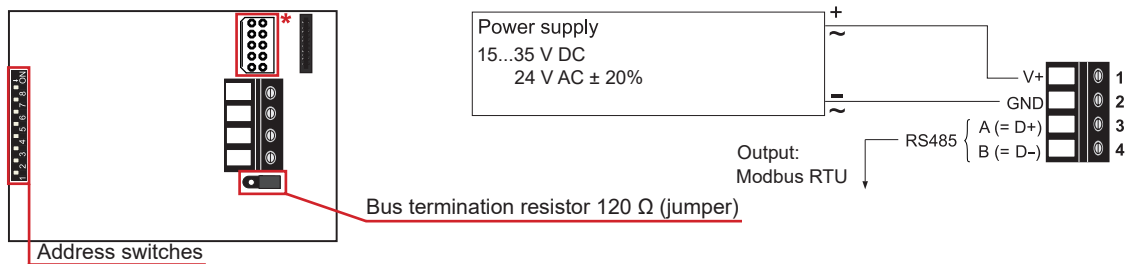 *
1 2 3 4 5 6 7 8 ON
Address switches
Bus termination resistor 120 Ω (jumper)
Power supply
15...35 V DC
24 V AC ± 20%
+
~
–
~
V+ 1
GND 2
RS485 { A (= D+) 3
B (= D–) 4
Output:
Modbus RTU